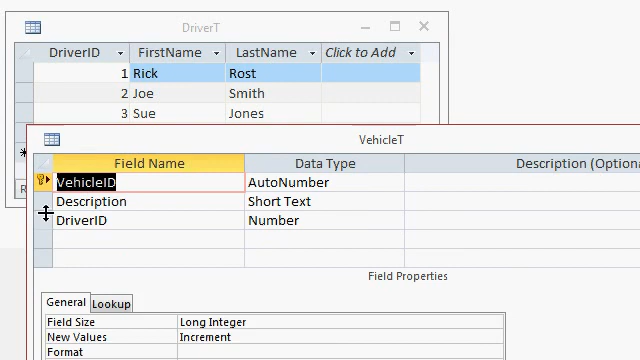 DriverT
DriverID FirstName LastName Click to Add
1 Rick Rost
2 Joe Smith
3 Sue Jones
VehicleT
Field Name Data Type Description (Optiona
VehicleID AutoNumber
Description Short Text
DriverID Number
Field Properties
General Lookup
Field Size Long Integer
New Values Increment
Format